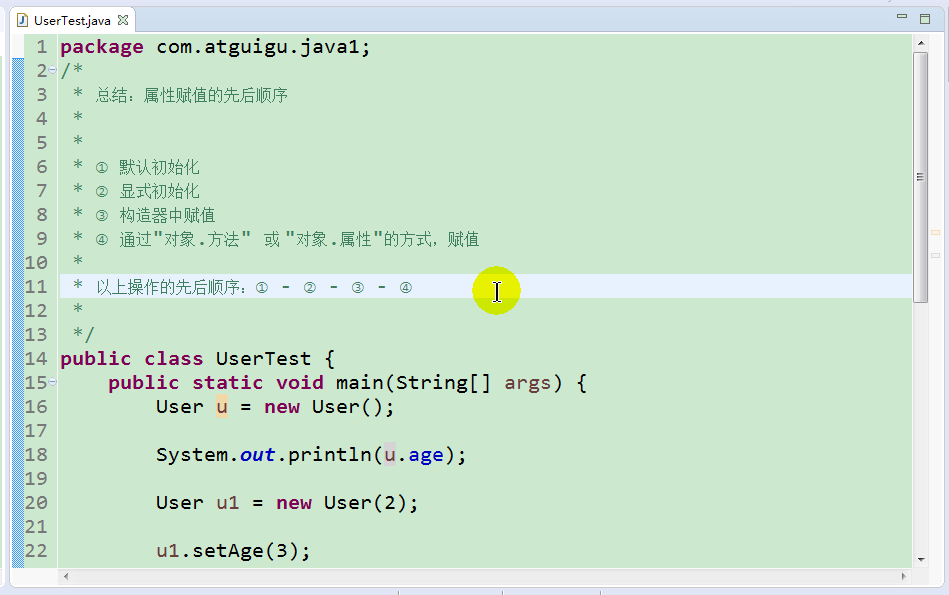 UserTest.java
1 package com.atguigu.java1;
2 /*
3  * 总结：属性赋值的先后顺序
4  *
5  *
6  * ① 默认初始化
7  * ② 显式初始化
8  * ③ 构造器中赋值
9  * ④ 通过"对象.方法" 或 "对象.属性"的方式，赋值
10  *
11  * 以上操作的先后顺序：① - ② - ③ - ④
12  *
13  */
14 public class UserTest {
15     public static void main(String[] args) {
16         User u = new User();
17
18         System.out.println(u.age);
19
20         User u1 = new User(2);
21
22         u1.setAge(3);